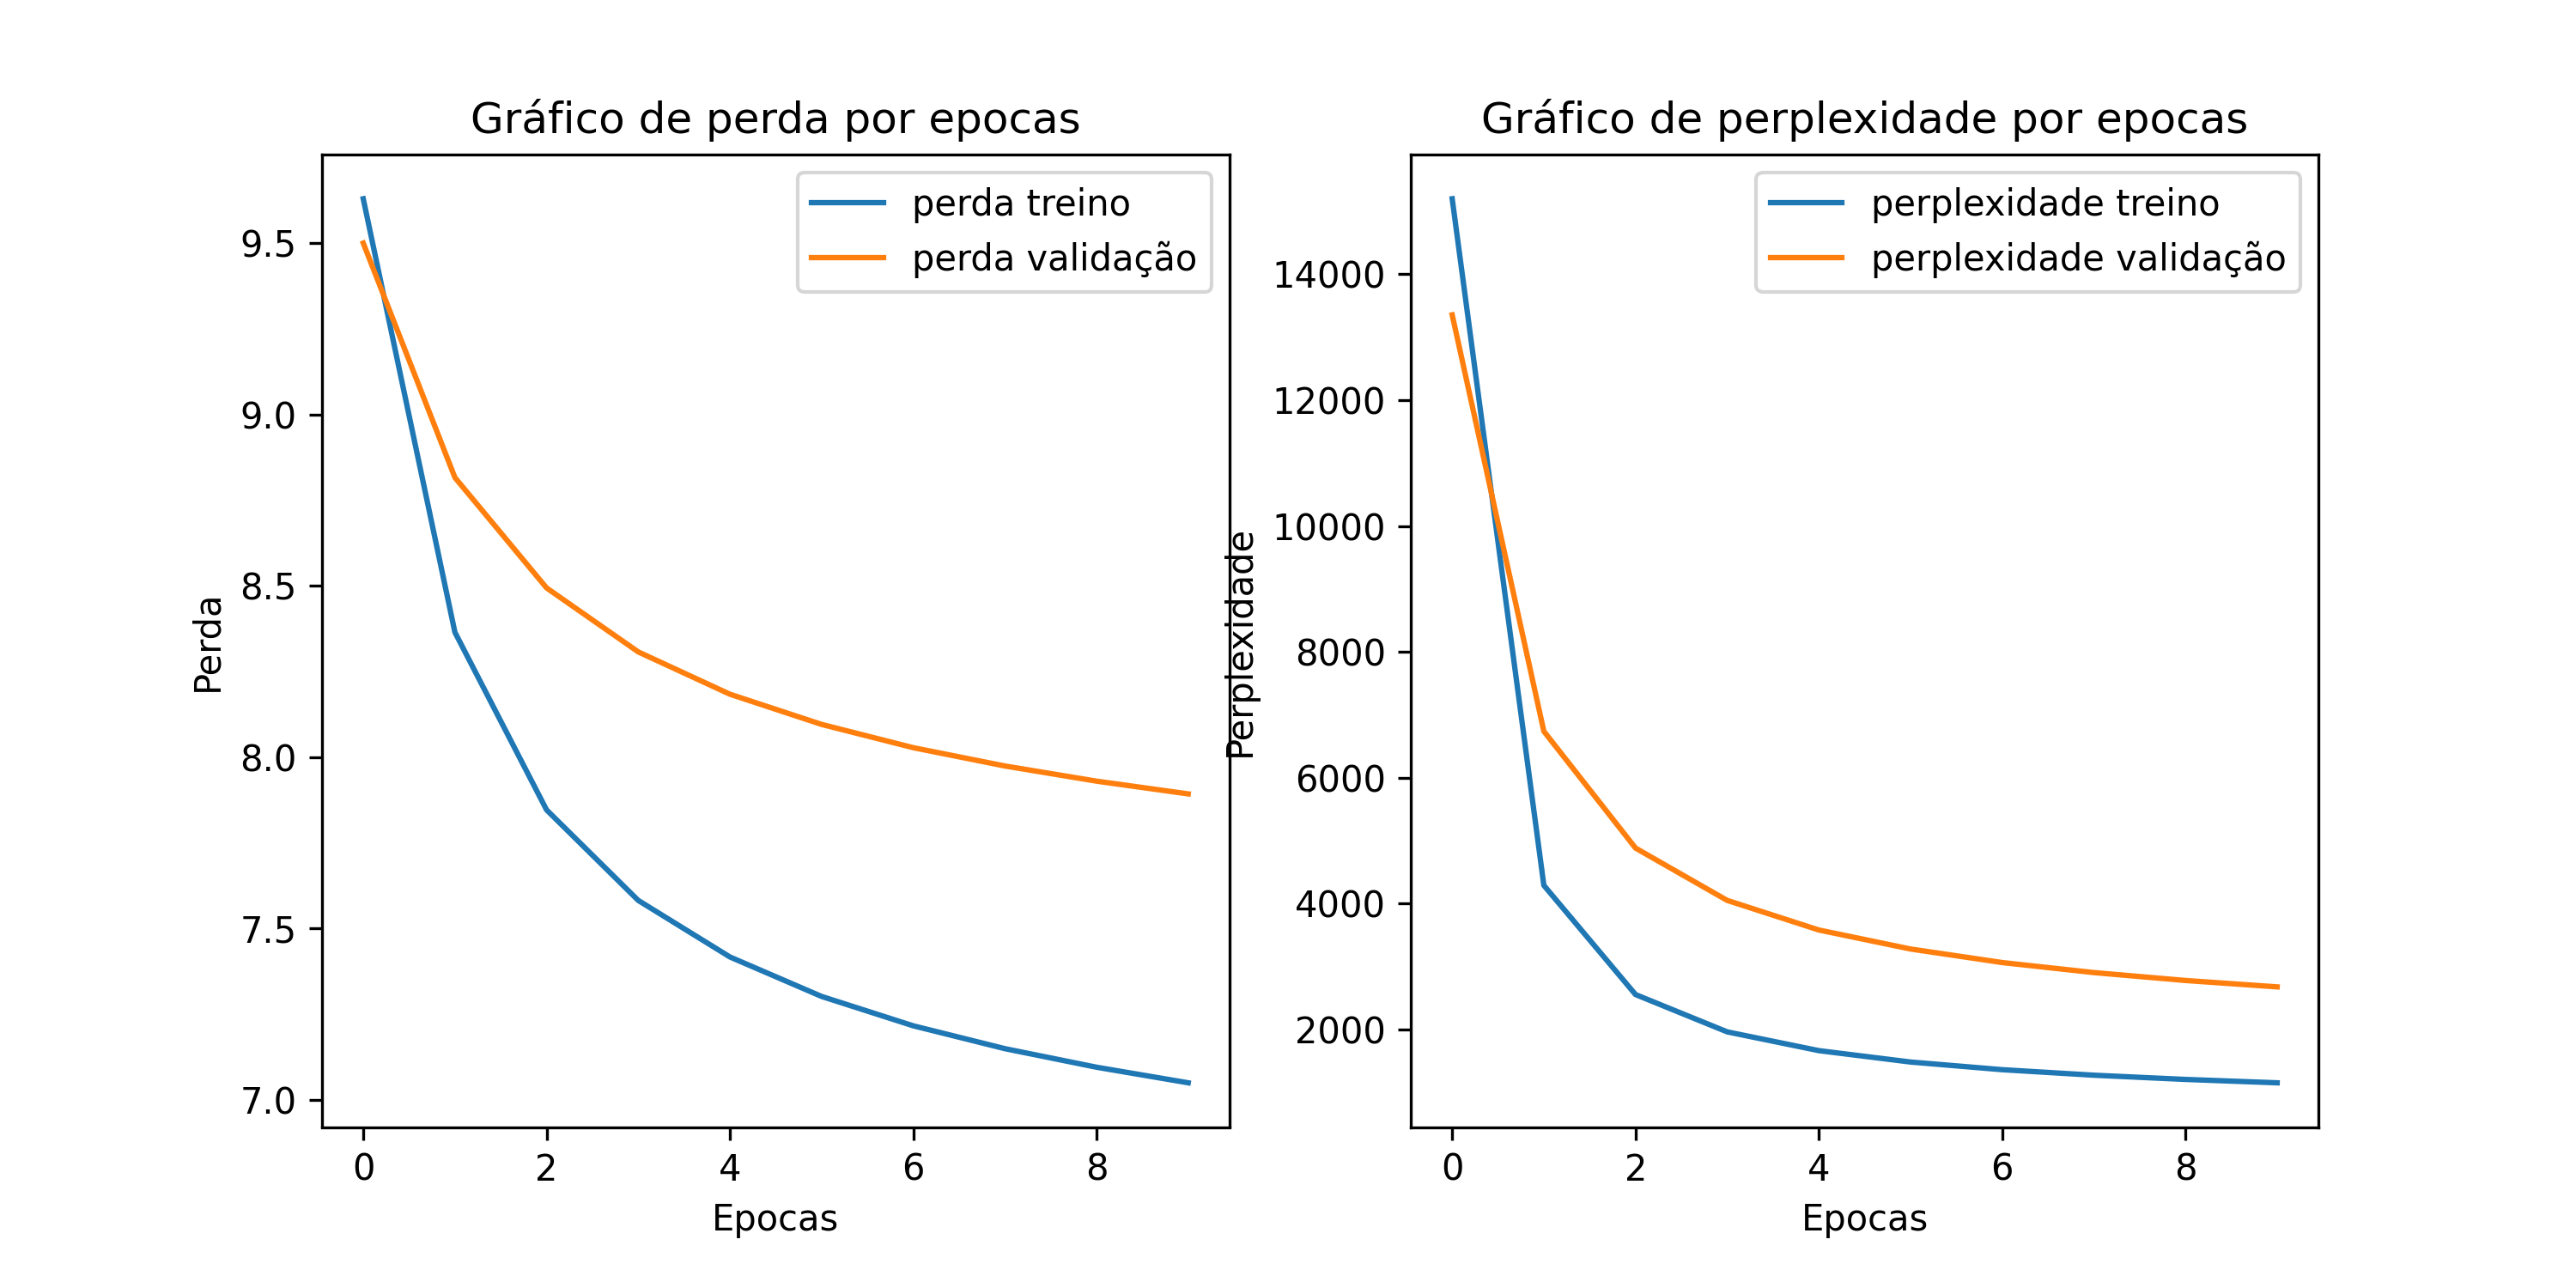 Gráfico de perda por epocas
perda treino
perda validação
9.5
9.0
8.5
8.0
7.5
7.0
Perda
0 2 4 6 8
Epocas
Gráfico de perplexidade por epocas
perplexidade treino
perplexidade validação
14000
12000
10000
8000
6000
4000
2000
Perplexidade
0 2 4 6 8
Epocas